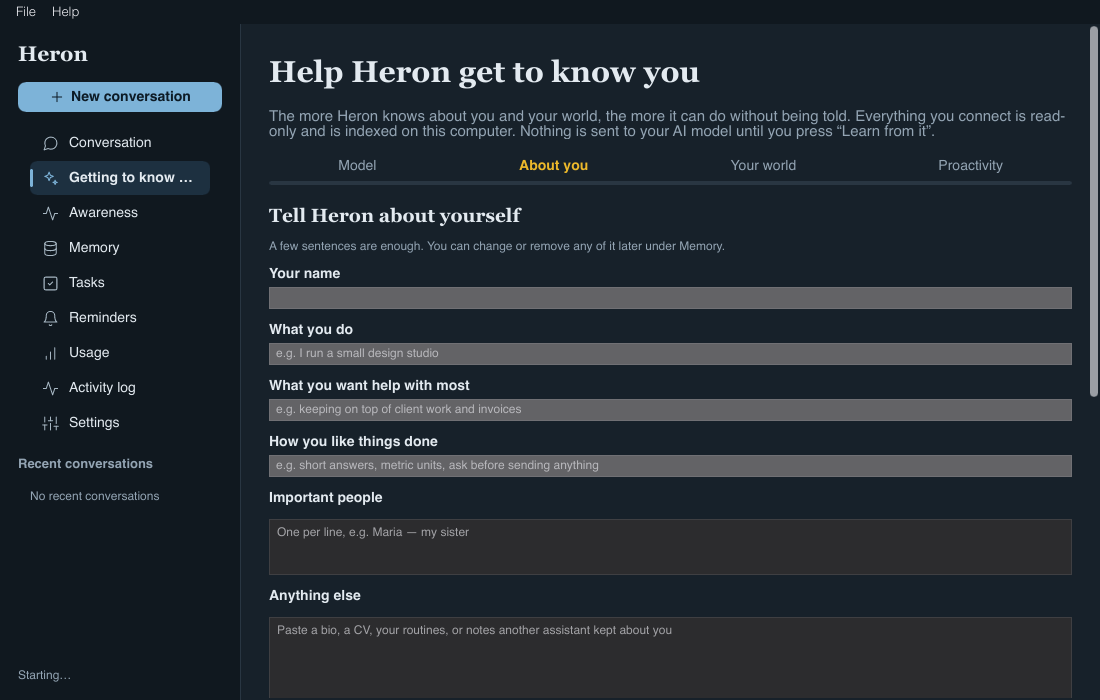 File Help
Heron
New conversation
Conversation
Getting to know ...
Awareness
Memory
Tasks
Reminders
Usage
Activity log
Settings
Recent conversations
No recent conversations
Starting…
Help Heron get to know you
The more Heron knows about you and your world, the more it can do without being told. Everything you connect is read-
only and is indexed on this computer. Nothing is sent to your AI model until you press “Learn from it”.
Model About you Your world Proactivity
Tell Heron about yourself
A few sentences are enough. You can change or remove any of it later under Memory.
Your name
What you do
e.g. I run a small design studio
What you want help with most
e.g. keeping on top of client work and invoices
How you like things done
e.g. short answers, metric units, ask before sending anything
Important people
One per line, e.g. Maria — my sister
Anything else
Paste a bio, a CV, your routines, or notes another assistant kept about you